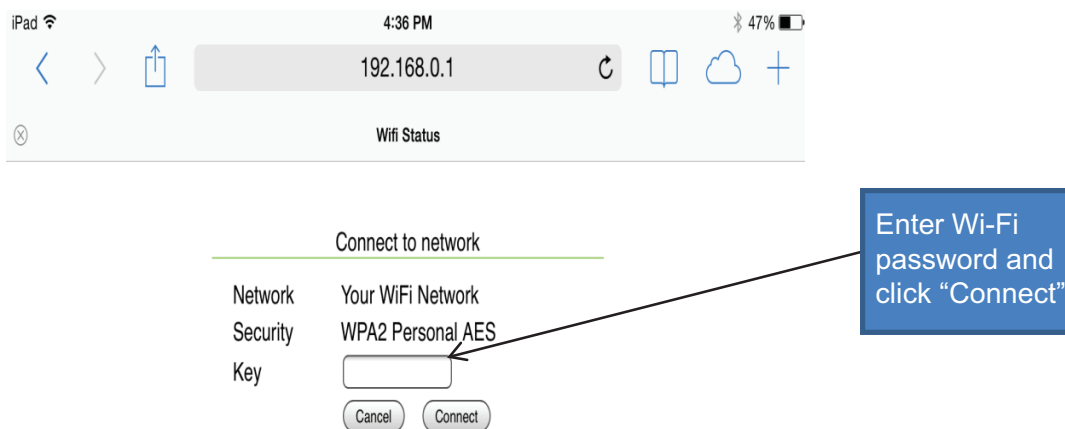 iPad 4:36 PM 47%
192.168.0.1
Wifi Status
Connect to network
Network Your WiFi Network
Security WPA2 Personal AES
Key
Cancel Connect
Enter Wi-Fi
password and
click “Connect”